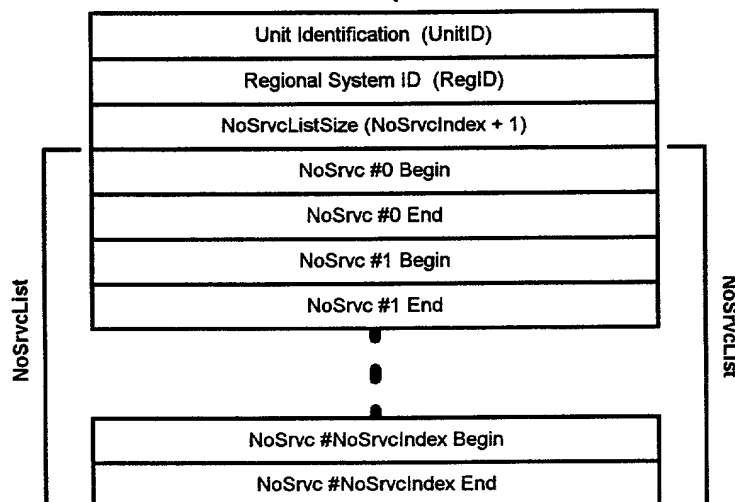 Unit Identification (UnitID)
Regional System ID (RegID)
NoSrvcListSize (NoSrvcIndex + 1)
NoSrvc #0 Begin
NoSrvc #0 End
NoSrvc #1 Begin
NoSrvc #1 End
NoSrvcList
NoSrvcList
NoSrvc #NoSrvcIndex Begin
NoSrvc #NoSrvcIndex End